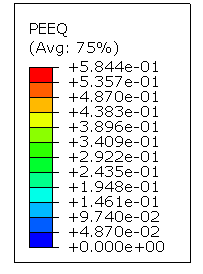 PEEQ
(Avg: 75%)
+5.844e-01
+5.357e-01
+4.870e-01
+4.383e-01
+3.896e-01
+3.409e-01
+2.922e-01
+2.435e-01
+1.948e-01
+1.461e-01
+9.740e-02
+4.870e-02
+0.000e+00